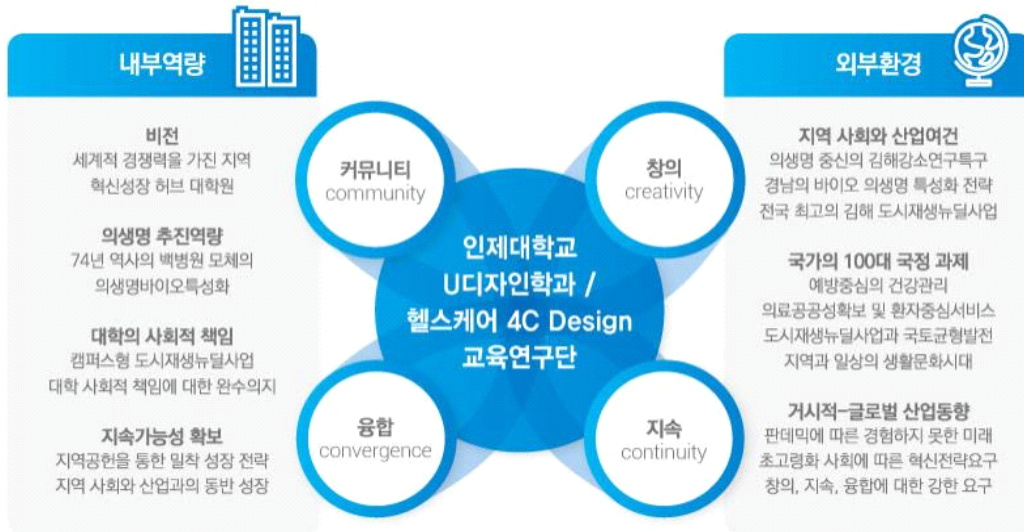 내부역량
비전
세계적 경쟁력을 가진 지역
혁신성장 허브 대학원
의생명 추진역량
74년 역사의 백병원 모체의
의생명바이오특성화
대학의 사회적 책임
캠퍼스형 도시재생뉴딜사업
대학 사회적 책임에 대한 완수의지
지속가능성 확보
지역공헌을 통한 밀착 성장 전략
지역 사회와 산업과의 동반 성장
커뮤니티
community
창의
creativity
인제대학교
U디자인학과 /
헬스케어 4C Design
교육연구단
융합
convergence
지속
continuity
외부환경
지역 사회와 산업여건
의생명 중신의 김해강소연구특구
경남의 바이오 의생명 특성화 전략
전국 최고의 김해 도시재생뉴딜사업
국가의 100대 국정 과제
예방중심의 건강관리
의료공공성확보 및 환자중심서비스
도시재생뉴딜사업과 국토균형발전
지역과 일상의 생활문화시대
거시적-글로벌 산업동향
판데믹에 따른 경험하지 못한 미래
초고령화 사회에 따른 혁신전략요구
창의, 지속, 융합에 대한 강한 요구